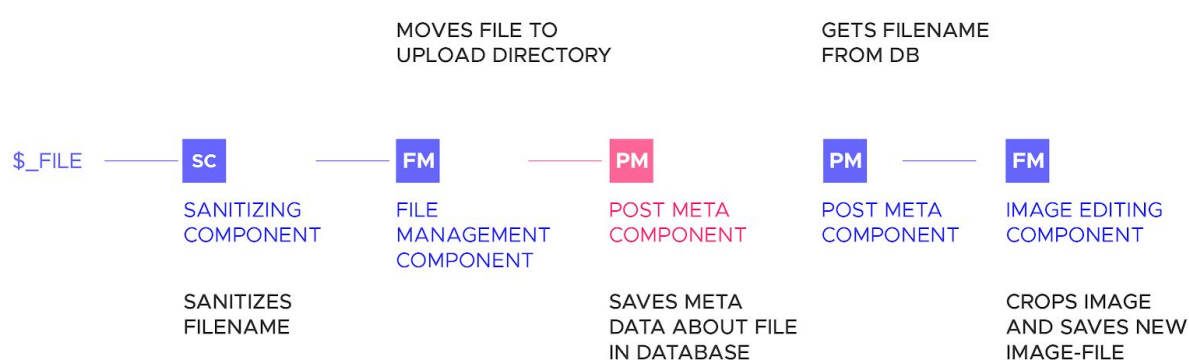 MOVES FILE TO
UPLOAD DIRECTORY
GETS FILENAME
FROM DB
$_FILE
SC
FM
PM
PM
FM
SANITIZING
COMPONENT
FILE
MANAGEMENT
COMPONENT
POST META
COMPONENT
POST META
COMPONENT
IMAGE EDITING
COMPONENT
SANITIZES
FILENAME
SAVES META
DATA ABOUT FILE
IN DATABASE
CROPS IMAGE
AND SAVES NEW
IMAGE-FILE